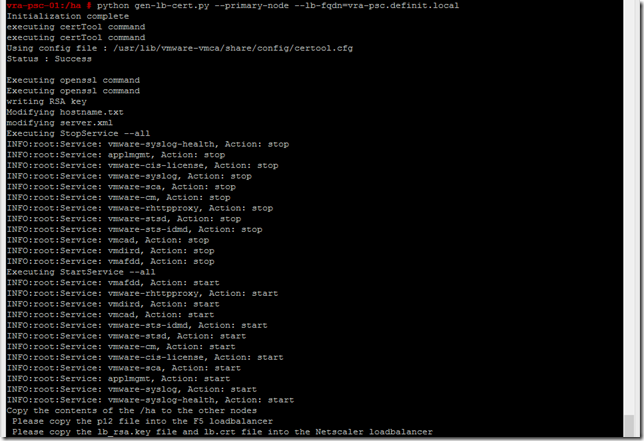 vra-psc-01:/ha # python gen-lb-cert.py --primary-node --lb-fqdn=vra-psc.definit.local
Initialization complete
executing certTool command
executing certTool command
Using config file : /usr/lib/vmware-vmca/share/config/certool.cfg
Status : Success
Executing openssl command
Executing openssl command
writing RSA key
Modifying hostname.txt
modifying server.xml
Executing StopService --all
INFO:root:Service: vmware-syslog-health, Action: stop
INFO:root:Service: applmgmt, Action: stop
INFO:root:Service: vmware-cis-license, Action: stop
INFO:root:Service: vmware-syslog, Action: stop
INFO:root:Service: vmware-sca, Action: stop
INFO:root:Service: vmware-cm, Action: stop
INFO:root:Service: vmware-rhttpproxy, Action: stop
INFO:root:Service: vmware-stsd, Action: stop
INFO:root:Service: vmware-sts-idmd, Action: stop
INFO:root:Service: vmcad, Action: stop
INFO:root:Service: vmdird, Action: stop
INFO:root:Service: vmafdd, Action: stop
Executing StartService --all
INFO:root:Service: vmafdd, Action: start
INFO:root:Service: vmware-rhttpproxy, Action: start
INFO:root:Service: vmdird, Action: start
INFO:root:Service: vmcad, Action: start
INFO:root:Service: vmware-sts-idmd, Action: start
INFO:root:Service: vmware-stsd, Action: start
INFO:root:Service: vmware-cm, Action: start
INFO:root:Service: vmware-cis-license, Action: start
INFO:root:Service: vmware-sca, Action: start
INFO:root:Service: applmgmt, Action: start
INFO:root:Service: vmware-syslog, Action: start
INFO:root:Service: vmware-syslog-health, Action: start
Copy the contents of the /ha to the other nodes
Please copy the p12 file into the F5 loadbalancer
Please copy the lb_rsa.key file and lb.crt file into the Netscaler loadbalancer